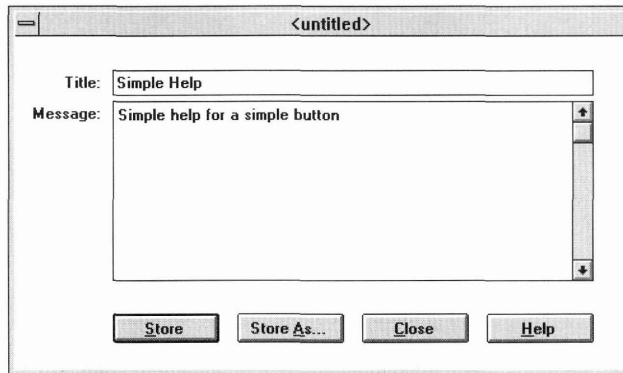 <untitled>
Title: Simple Help
Message: Simple help for a simple button
Store Store As... Close Help